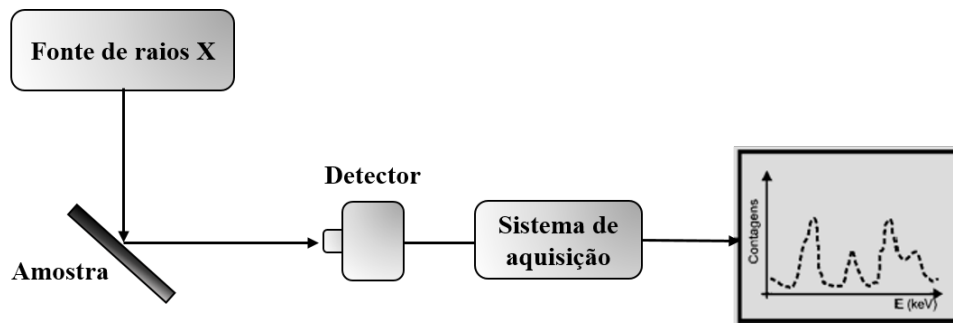 Fonte de raios X
Detector
Amostra
Sistema de
aquisição
Contagens
E (keV)